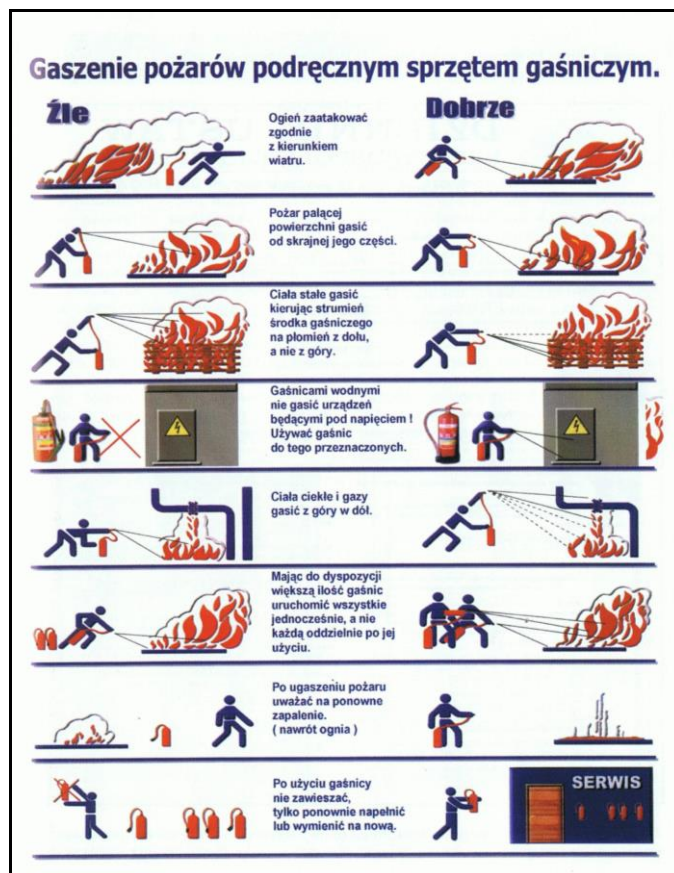 Gaszenie pożarów podręcznym sprzętem gaśniczym.
Źle
Dobrze
Ogień zaatakować
zgodnie
z kierunkiem
wiatru.
Pożar palącej
powierzchni gasić
od skrajnej jego części.
Ciała stałe gasić
kierując strumień
środka gaśniczego
na płomień z dołu,
a nie z góry.
Gaśnicami wodnymi
nie gasić urządzeń
będącymi pod napięciem !
Używać gaśnic
do tego przeznaczonych.
Ciała ciekłe i gazy
gasić z góry w dół.
Mając do dyspozycji
większą ilość gaśnic
uruchomić wszystkie
jednocześnie, a nie
każdą oddzielnie po jej
użyciu.
Po ugaszeniu pożaru
uważać na ponowne
zapalenie.
( nawrót ognia )
Po użyciu gaśnicy
nie zawieszać,
tylko ponownie napełnić
lub wymienić na nową.
SERWIS